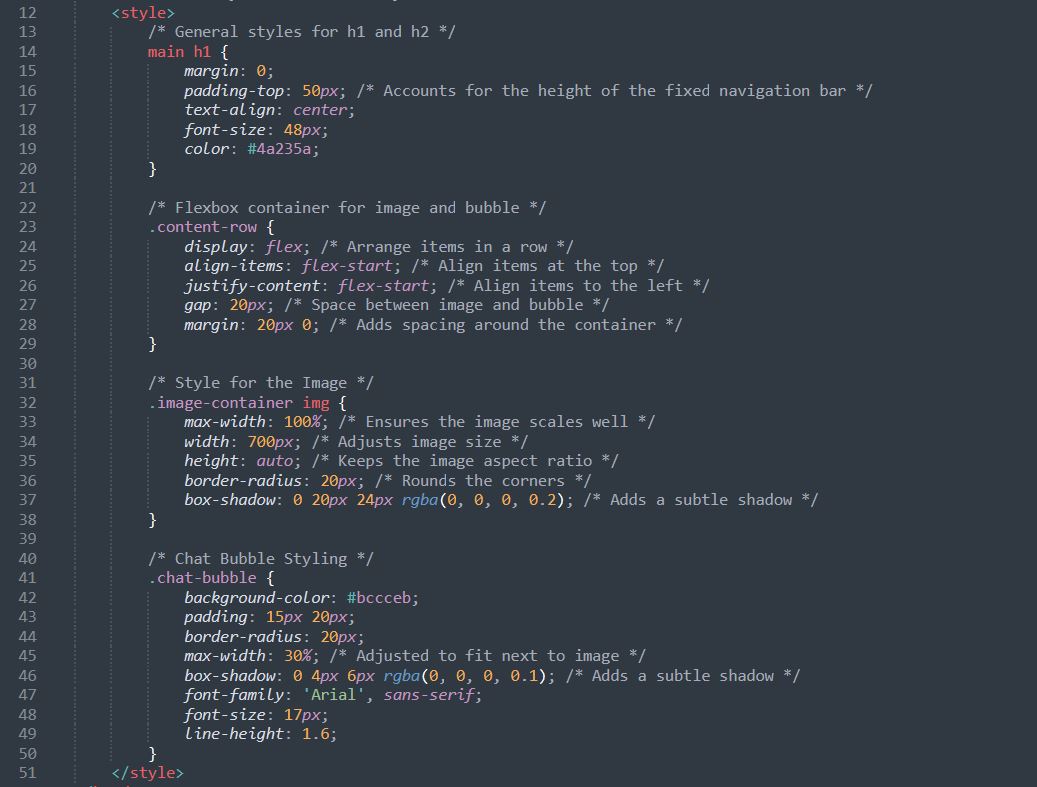 12 <style>
13 /* General styles for h1 and h2 */
14 main h1 {
15 margin: 0;
16 padding-top: 50px; /* Accounts for the height of the fixed navigation bar */
17 text-align: center;
18 font-size: 48px;
19 color: #4a235a;
20 }
21
22 /* Flexbox container for image and bubble */
23 .content-row {
24 display: flex; /* Arrange items in a row */
25 align-items: flex-start; /* Align items at the top */
26 justify-content: flex-start; /* Align items to the left */
27 gap: 20px; /* Space between image and bubble */
28 margin: 20px 0; /* Adds spacing around the container */
29 }
30
31 /* Style for the Image */
32 .image-container img {
33 max-width: 100%; /* Ensures the image scales well */
34 width: 700px; /* Adjusts image size */
35 height: auto; /* Keeps the image aspect ratio */
36 border-radius: 20px; /* Rounds the corners */
37 box-shadow: 0 20px 24px rgba(0, 0, 0, 0.2); /* Adds a subtle shadow */
38 }
39
40 /* Chat Bubble Styling */
41 .chat-bubble {
42 background-color: #bccceb;
43 padding: 15px 20px;
44 border-radius: 20px;
45 max-width: 30%; /* Adjusted to fit next to image */
46 box-shadow: 0 4px 6px rgba(0, 0, 0, 0.1); /* Adds a subtle shadow */
47 font-family: 'Arial', sans-serif;
48 font-size: 17px;
49 line-height: 1.6;
50 }
51 </style>